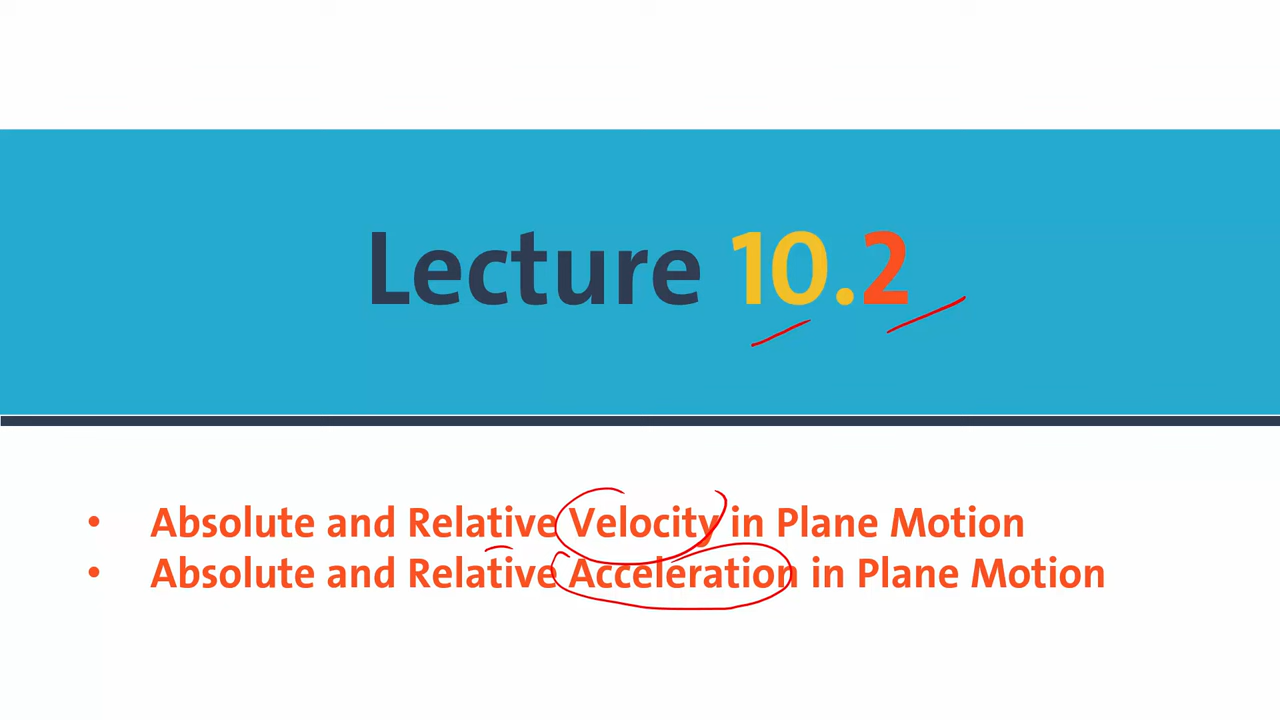 Lecture 10.2
• Absolute and Relative Velocity in Plane Motion
• Absolute and Relative Acceleration in Plane Motion